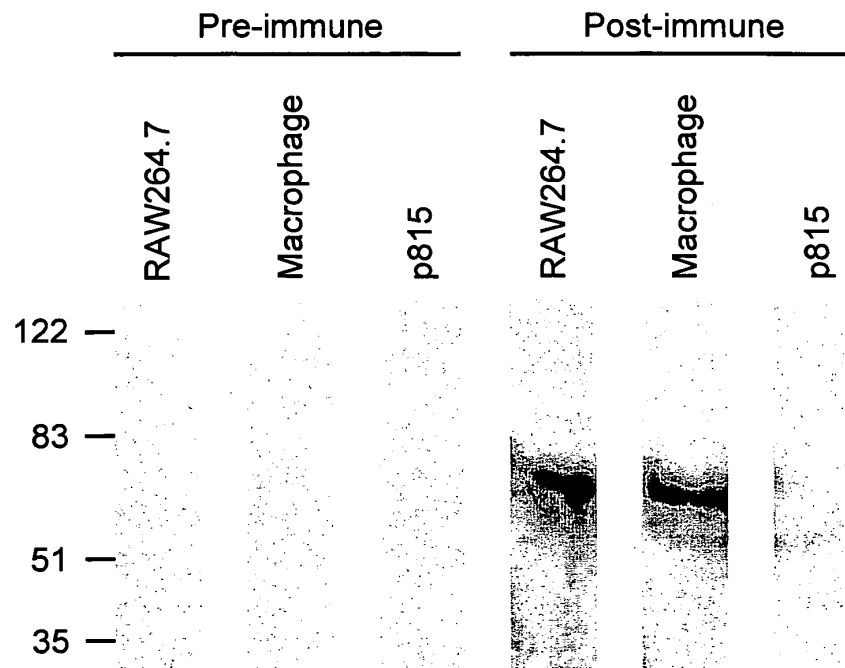 Pre-immune
Post-immune
RAW264.7
Macrophage
p815
RAW264.7
Macrophage
p815
122
83
51
35